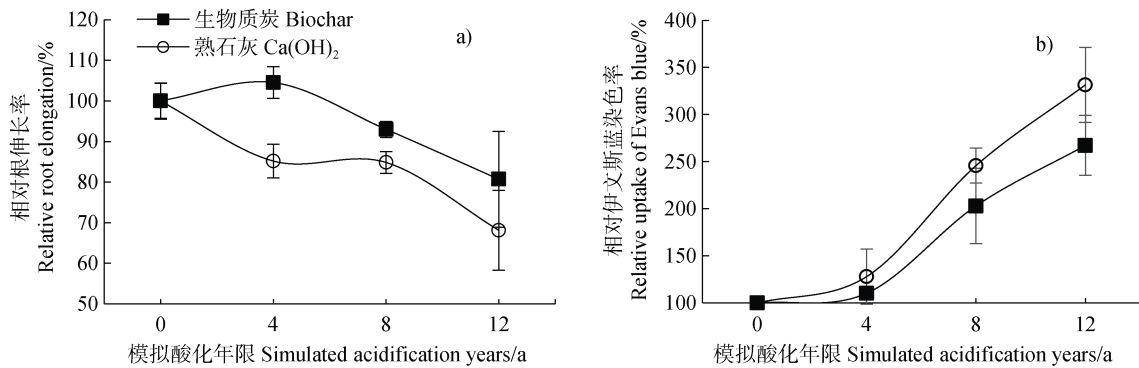 生物质炭 Biochar
熟石灰 Ca(OH)₂
a)
120
110
100
90
80
70
60
50
相对根伸长率
Relative root elongation/%
0 4 8 12
模拟酸化年限 Simulated acidification years/a
b)
400
350
300
250
200
150
100
相对伊文斯蓝染色率
Relative uptake of Evans blue/%
0 4 8 12
模拟酸化年限 Simulated acidification years/a